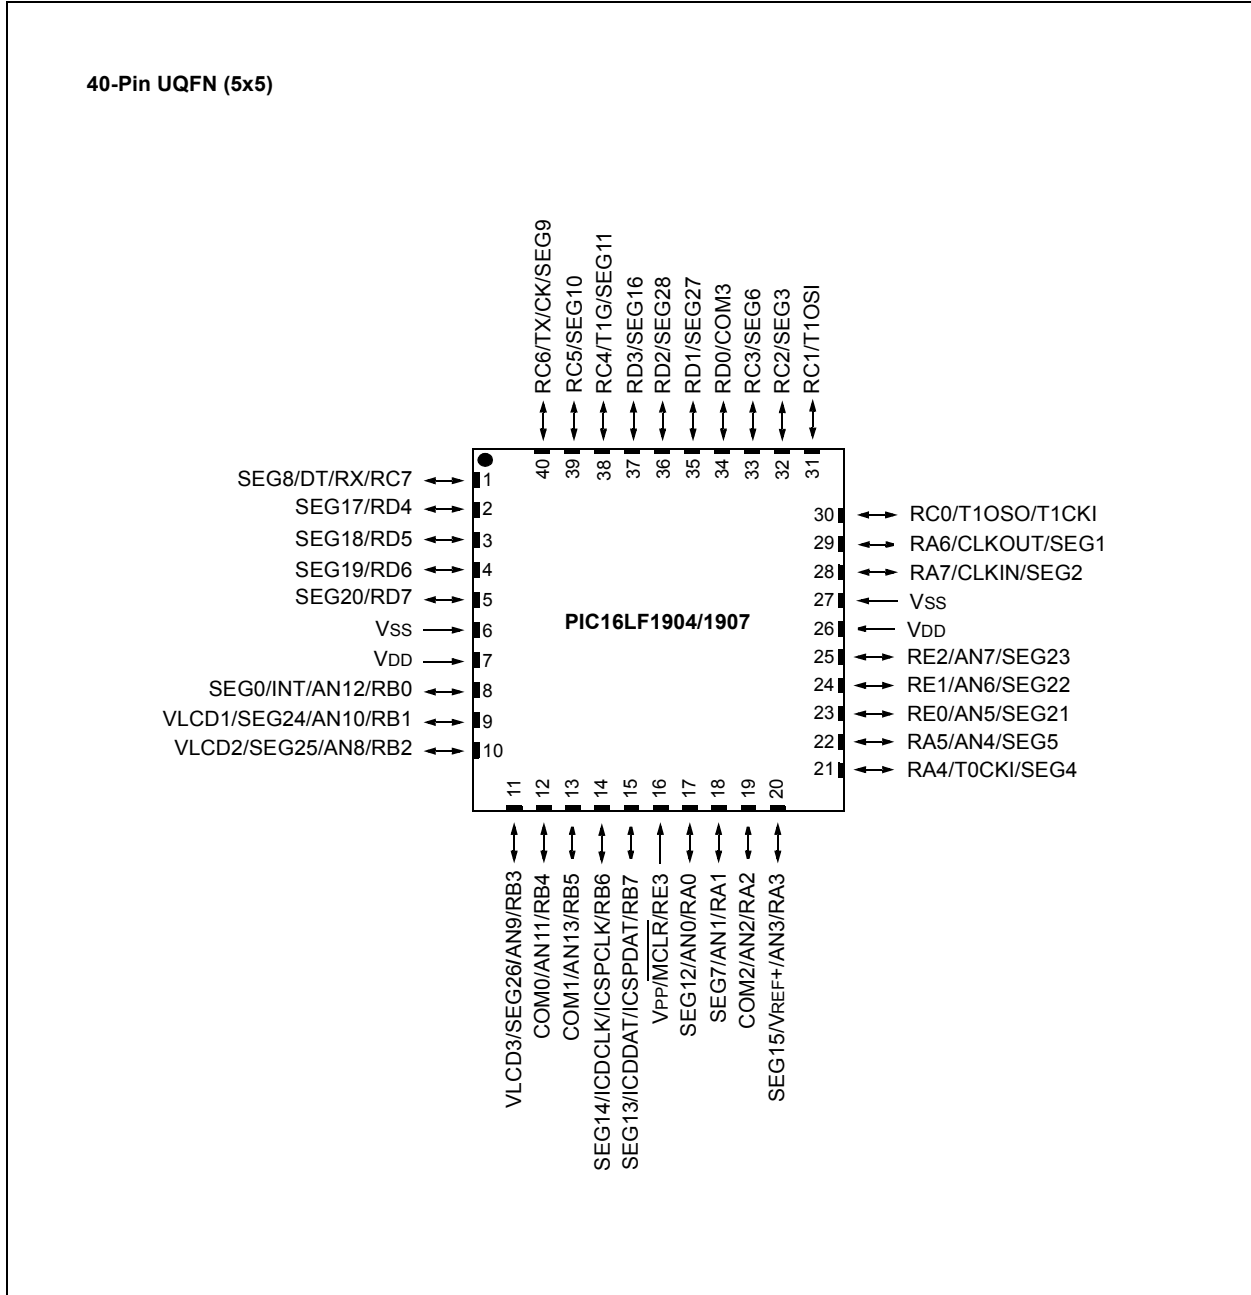 40-Pin UQFN (5x5)
RC6/TX/CK/SEG9
RC5/SEG10
RC4/T1G/SEG11
RD3/SEG16
RD2/SEG28
RD1/SEG27
RD0/COM3
RC3/SEG6
RC2/SEG3
RC1/T1OSI
40
39
38
37
36
35
34
33
32
31
SEG8/DT/RX/RC7 1
SEG17/RD4 2
SEG18/RD5 3
SEG19/RD6 4
SEG20/RD7 5
VSS 6
VDD 7
SEG0/INT/AN12/RB0 8
VLCD1/SEG24/AN10/RB1 9
VLCD2/SEG25/AN8/RB2 10
PIC16LF1904/1907
30 RC0/T1OSO/T1CKI
29 RA6/CLKOUT/SEG1
28 RA7/CLKIN/SEG2
27 VSS
26 VDD
25 RE2/AN7/SEG23
24 RE1/AN6/SEG22
23 RE0/AN5/SEG21
22 RA5/AN4/SEG5
21 RA4/T0CKI/SEG4
11
12
13
14
15
16
17
18
19
20
VLCD3/SEG26/AN9/RB3
COM0/AN11/RB4
COM1/AN13/RB5
SEG14/ICDCLK/ICSPCLK/RB6
SEG13/ICDDAT/ICSPDAT/RB7
VPP/MCLR/RE3
SEG12/AN0/RA0
SEG7/AN1/RA1
COM2/AN2/RA2
SEG15/VREF+/AN3/RA3